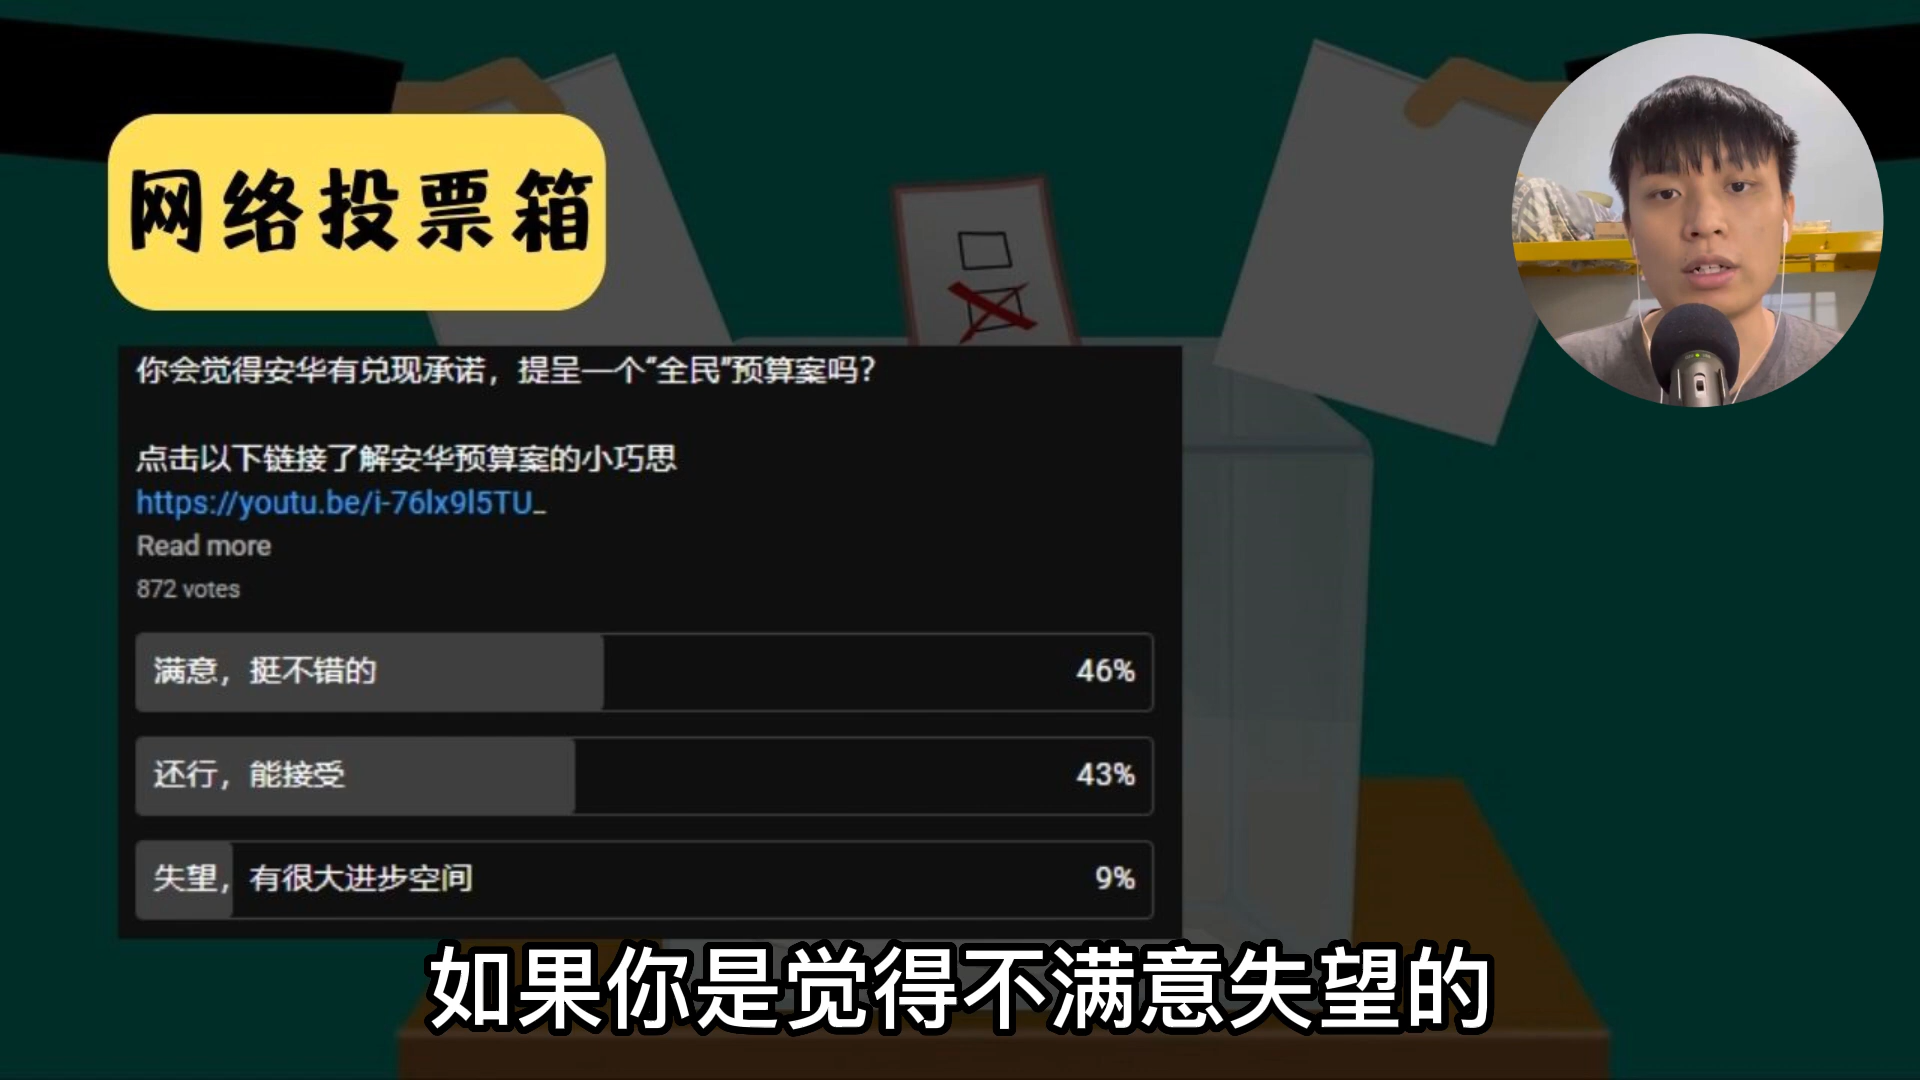 网络投票箱
你会觉得安华有兑现承诺，提呈一个“全民”预算案吗？
点击以下链接了解安华预算案的小巧思
https://youtu.be/i-76lx9l5TU_
Read more
872 votes
满意，挺不错的 46%
还行，能接受 43%
失望，有很大进步空间 9%
如果你是觉得不满意失望的